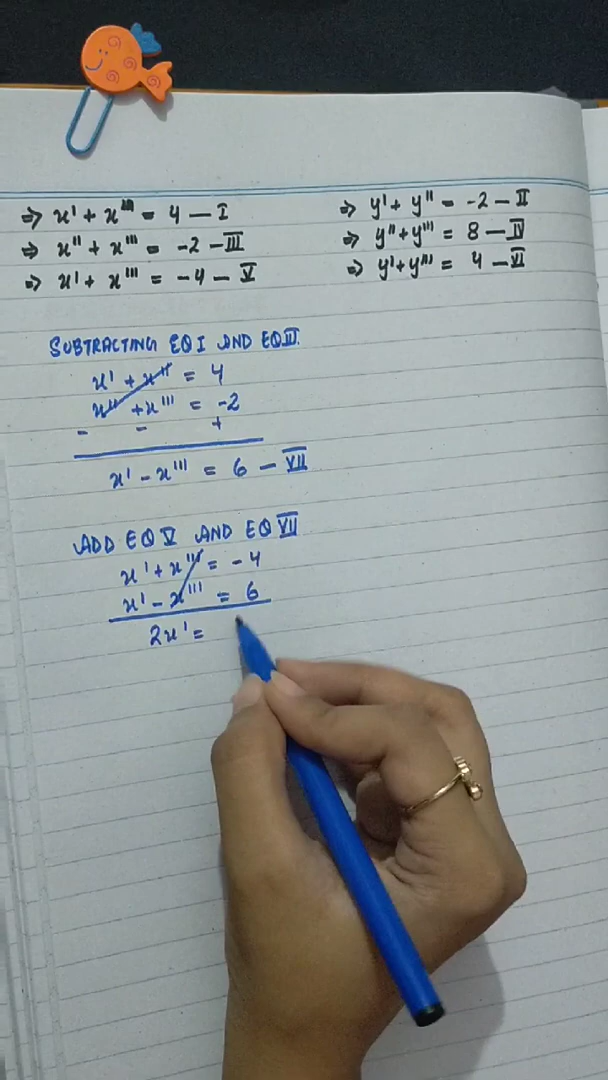 ⇒ x' + x''' = 4 — I
⇒ x'' + x''' = -2 — III
⇒ x' + x''' = -4 — V
⇒ y' + y'' = -2 — II
⇒ y'' + y''' = 8 — IV
⇒ y' + y''' = 4 — VI
SUBTRACTING EQ I AND EQ III.
x' + x'' = 4
x'' + x''' = -2
- - +
x' - x''' = 6 — VII
ADD EQ V AND EQ VII
x' + x''' = -4
x' - x''' = 6
2x' =